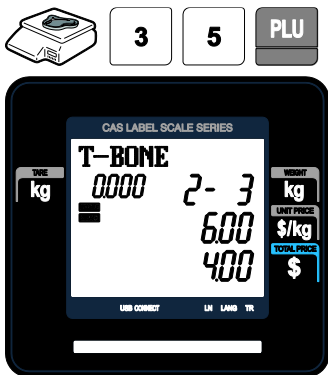 3 5 PLU
CAS LABEL SCALE SERIES
T-BONE
TARE WEIGHT
kg 0.000 2- 3 kg
UNIT PRICE
6.00 $/kg
TOTAL PRICE
4.00 $
USB CONNECT LN LANG TR